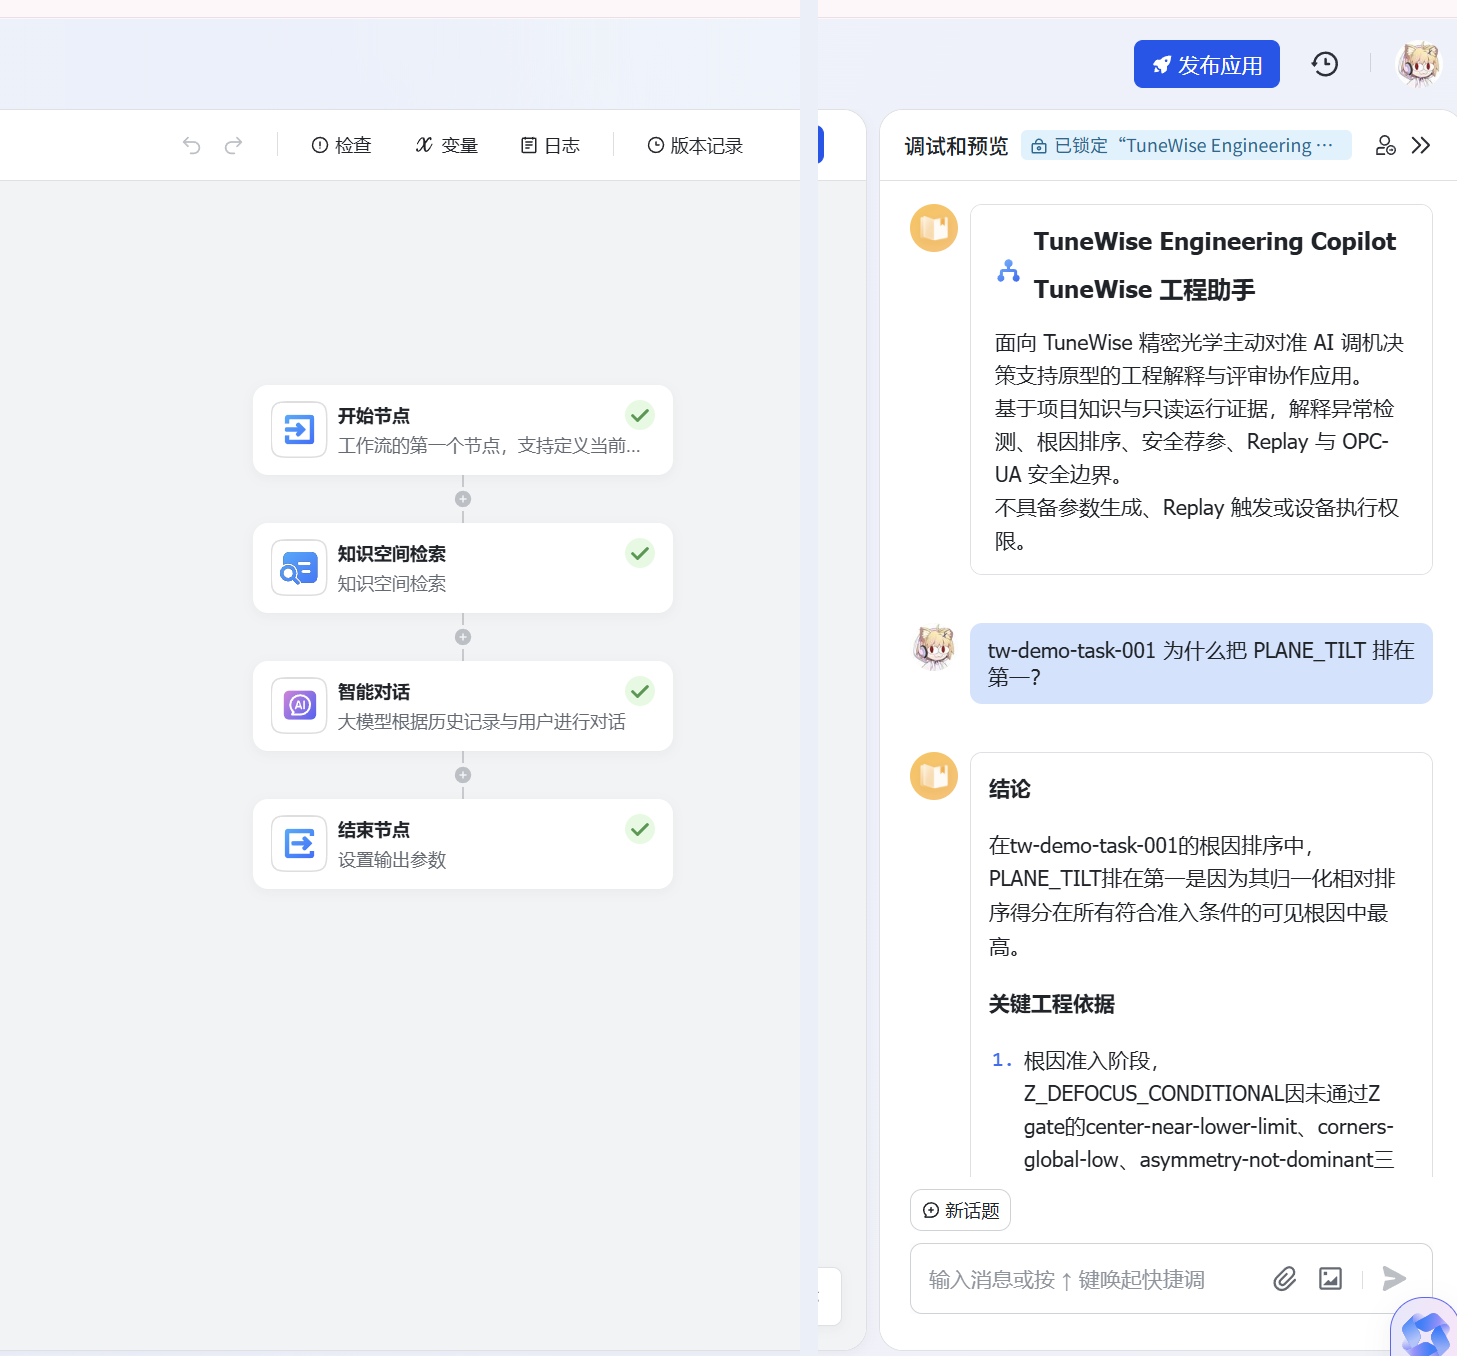 发布应用
检查
变量
日志
版本记录
开始节点
工作流的第一个节点，支持定义当前...
知识空间检索
知识空间检索
AI
智能对话
大模型根据历史记录与用户进行对话
结束节点
设置输出参数
调试和预览
已锁定“TuneWise Engineering ···
TuneWise Engineering Copilot
TuneWise 工程助手
面向 TuneWise 精密光学主动对准 AI 调机决
策支持原型的工程解释与评审协作应用。
基于项目知识与只读运行证据，解释异常检
测、根因排序、安全荐参、Replay 与 OPC-
UA 安全边界。
不具备参数生成、Replay 触发或设备执行权
限。
tw-demo-task-001 为什么把 PLANE_TILT 排在
第一？
结论
在tw-demo-task-001的根因排序中，
PLANE_TILT排在第一是因为其归一化相对排
序得分在所有符合准入条件的可见根因中最
高。
关键工程依据
1. 根因准入阶段，
Z_DEFOCUS_CONDITIONAL因未通过Z
gate的center-near-lower-limit、corners-
global-low、asymmetry-not-dominant三
新话题
输入消息或按 ↑ 键唤起快捷调